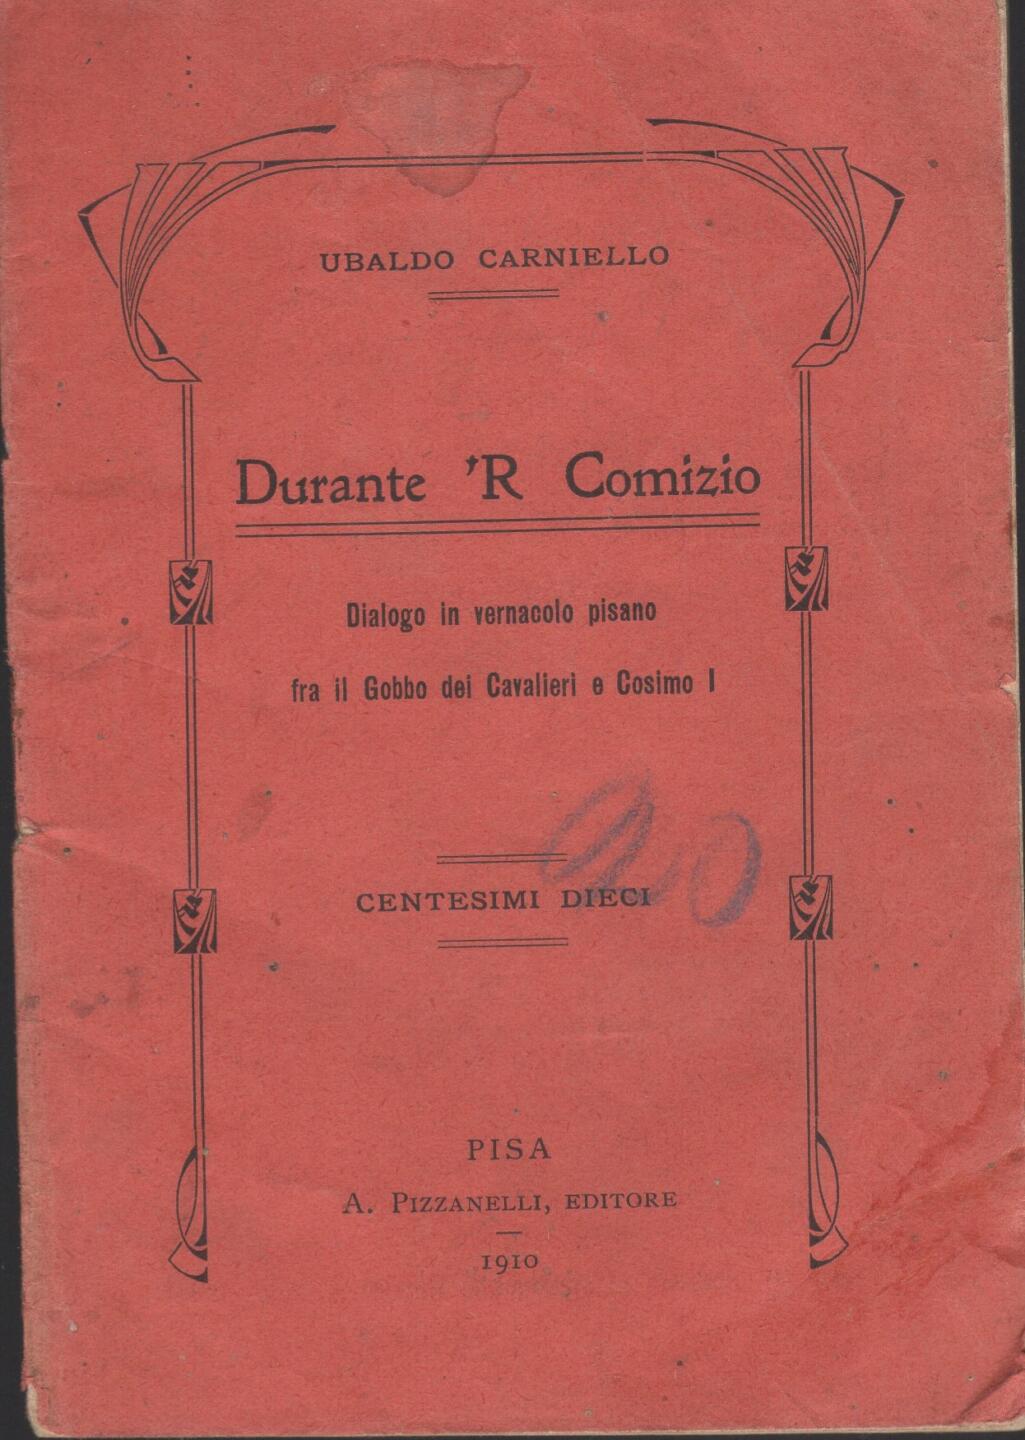 UBALDO CARNIELLO
Durante 'R Comizio
Dialogo in vernacolo pisano
fra il Gobbo dei Cavalieri e Cosimo I
CENTESIMI DIECI
PISA
A. PIZZANELLI, EDITORE
1910